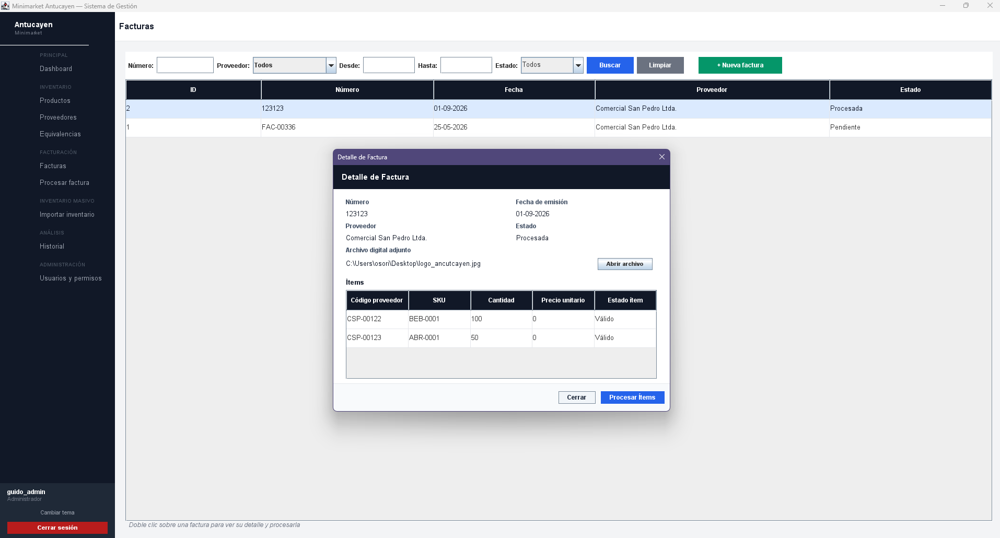 Minimarket Antucayen — Sistema de Gestión
Antucayen
Minimarket
PRINCIPAL
Dashboard
INVENTARIO
Productos
Proveedores
Equivalencias
FACTURACIÓN
Facturas
Procesar factura
INVENTARIO MASIVO
Importar inventario
ANÁLISIS
Historial
ADMINISTRACIÓN
Usuarios y permisos
guido_admin
Administrador
Cambiar tema
Cerrar sesión
Facturas
Número: Proveedor: Todos Desde: Hasta: Estado: Todos Buscar Limpiar + Nueva factura
ID Número Fecha Proveedor Estado
2 123123 01-09-2026 Comercial San Pedro Ltda. Procesada
1 FAC-00336 25-05-2026 Comercial San Pedro Ltda. Pendiente
Detalle de Factura
Detalle de Factura
Número Fecha de emisión
123123 01-09-2026
Proveedor Estado
Comercial San Pedro Ltda. Procesada
Archivo digital adjunto
C:\Users\osori\Desktop\logo_ancutcayen.jpg Abrir archivo
Ítems
Código proveedor SKU Cantidad Precio unitario Estado ítem
CSP-00122 BEB-0001 100 0 Válido
CSP-00123 ABR-0001 50 0 Válido
Cerrar Procesar Ítems
Doble clic sobre una factura para ver su detalle y procesarla